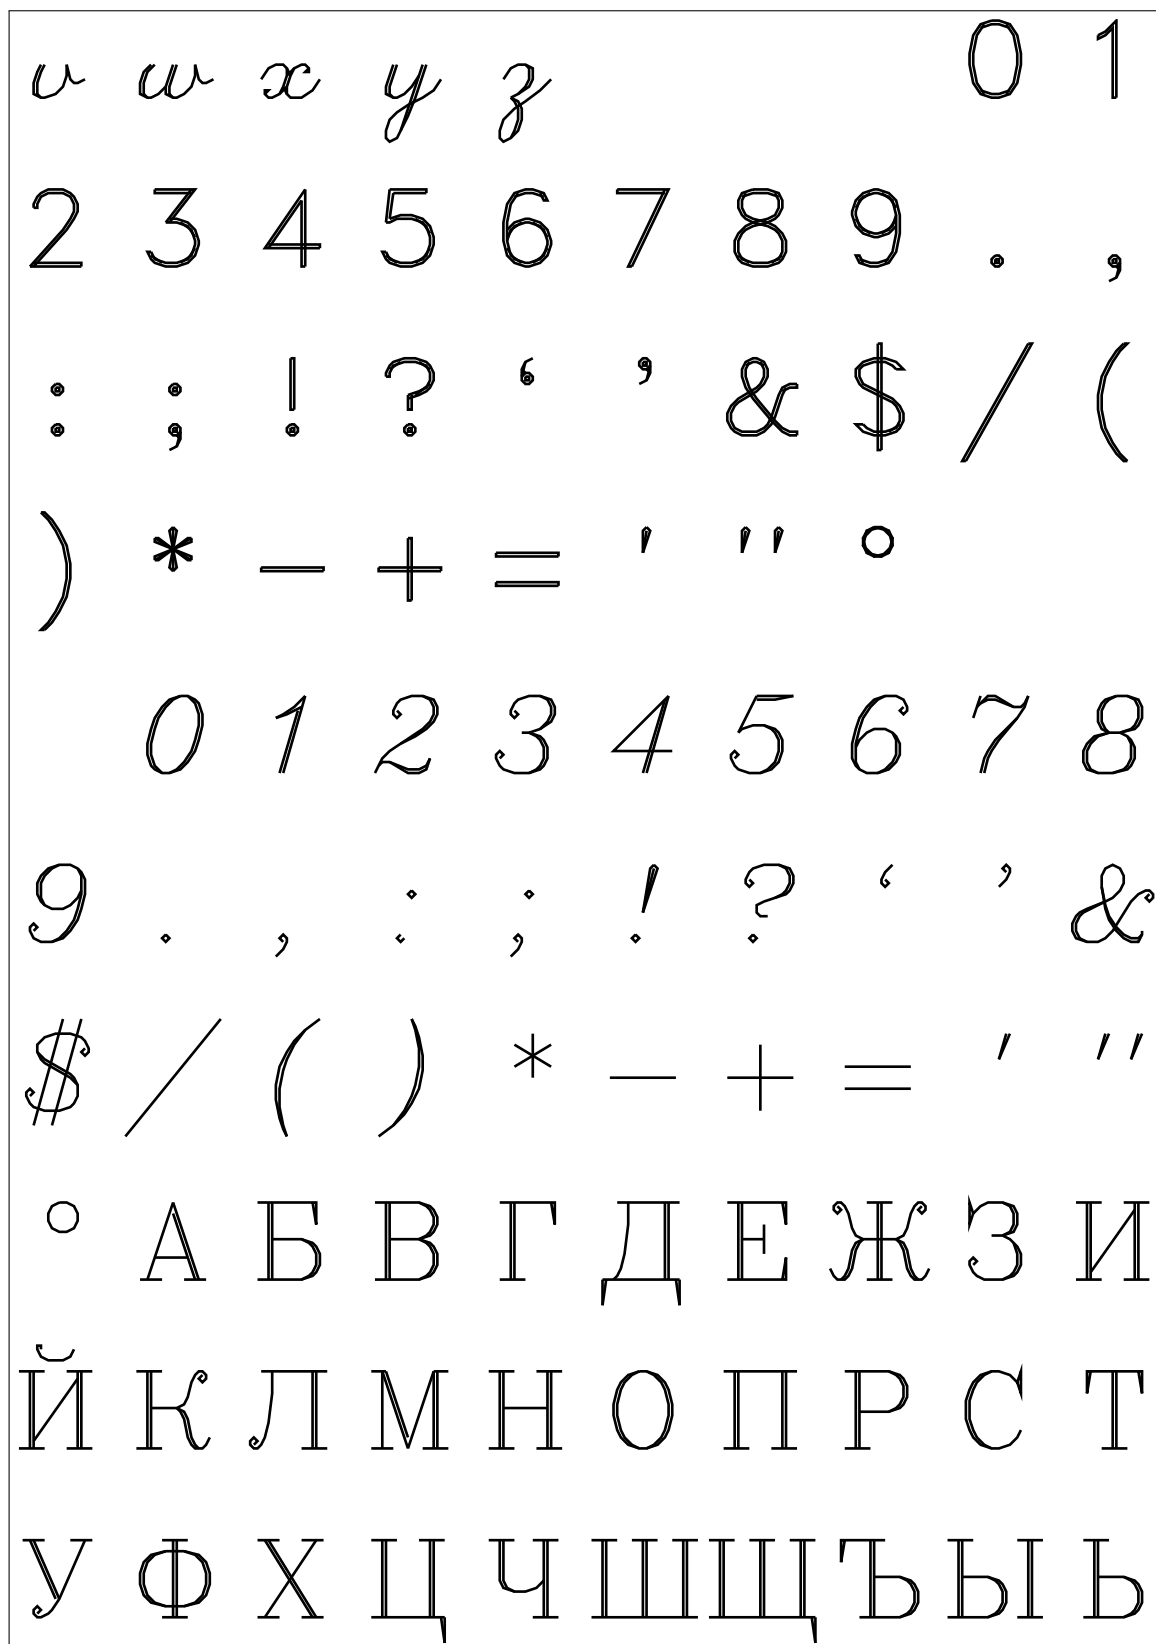 v w x y z 0 1
2 3 4 5 6 7 8 9 . ,
: ; ! ? ‘ ’ & $ / (
) * − + = ' " °
0 1 2 3 4 5 6 7 8
9 . , : ; ! ? ‘ ’ &
$ / ( ) * − + = ' "
° А Б В Г Д Е Ж З И
Й К Л М Н О П Р С Т
У Ф Х Ц Ч Ш Щ Ъ Ы Ь